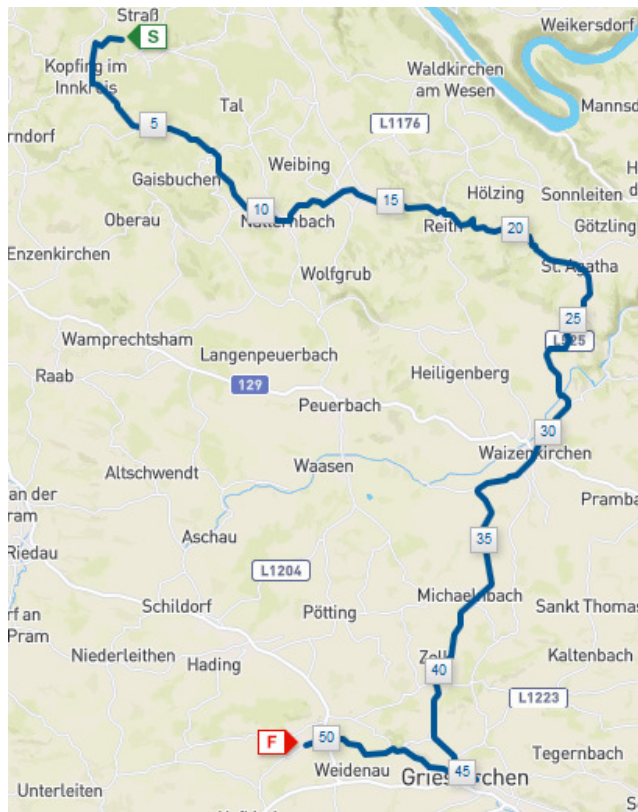 Straß
Weikersdorf
S
Kopfing im
Innkreis
Waldkirchen
am Wesen
Tal
Mannsd
L1176
5
rndorf
Weibing
H
d
Gaisbuchen
Hölzing
Sonnleiten
15
10
Oberau
Natternbach
Reith
20
Götzling
Enzenkirchen
Wolfgrub
St. Agatha
25
Wamprechtsham
L525
Langenpeuerbach
Raab
129
Heiligenberg
Peuerbach
30
Waizenkirchen
Altschwendt
Waasen
an der
ram
Pramba
Aschau
35
Riedau
L1204
Michaelnbach
Schildorf
Pötting
Sankt Thomas
rf an
Pram
Niederleithen
Hading
Zell
40
Kaltenbach
L1223
F
50
Weidenau
45
Grieskirchen
Tegernbach
Unterleiten
S